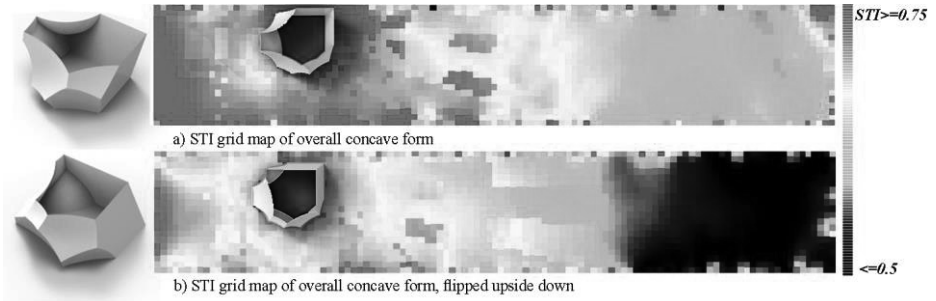 STI>=0.75
a) STI grid map of overall concave form
b) STI grid map of overall concave form, flipped upside down
<=0.5